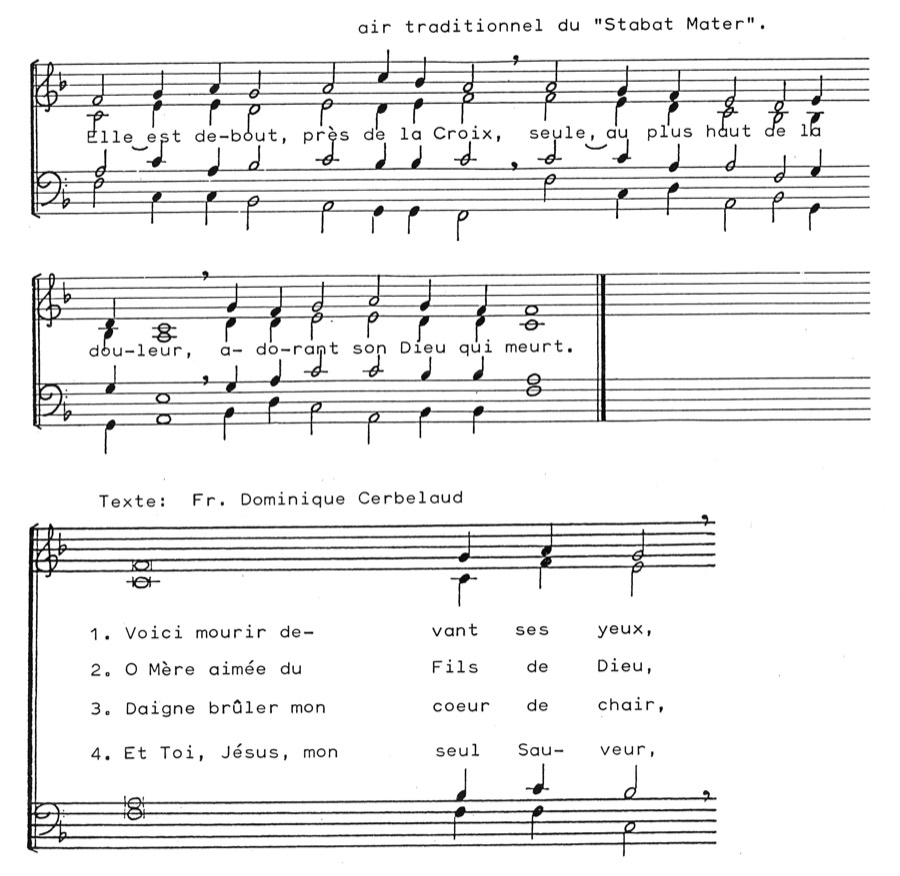 air traditionnel du "Stabat Mater".
Elle est de-bout, près de la Croix, seule, au plus haut de la
dou-leur, a- do-rant son Dieu qui meurt.
Texte: Fr. Dominique Cerbelaud
1. Voici mourir de- vant ses yeux,
2. O Mère aimée du Fils de Dieu,
3. Daigne brûler mon coeur de chair,
4. Et Toi, Jésus, mon seul Sau- veur,